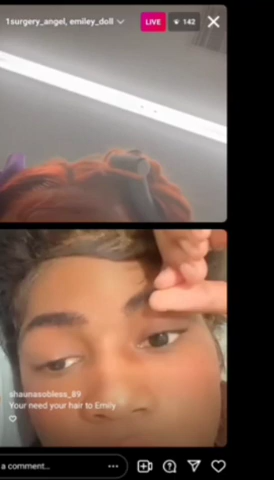 1surgery_angel, emiley_doll
LIVE
142
shaunasobless_89
Your need your hair to Emily
a comment...